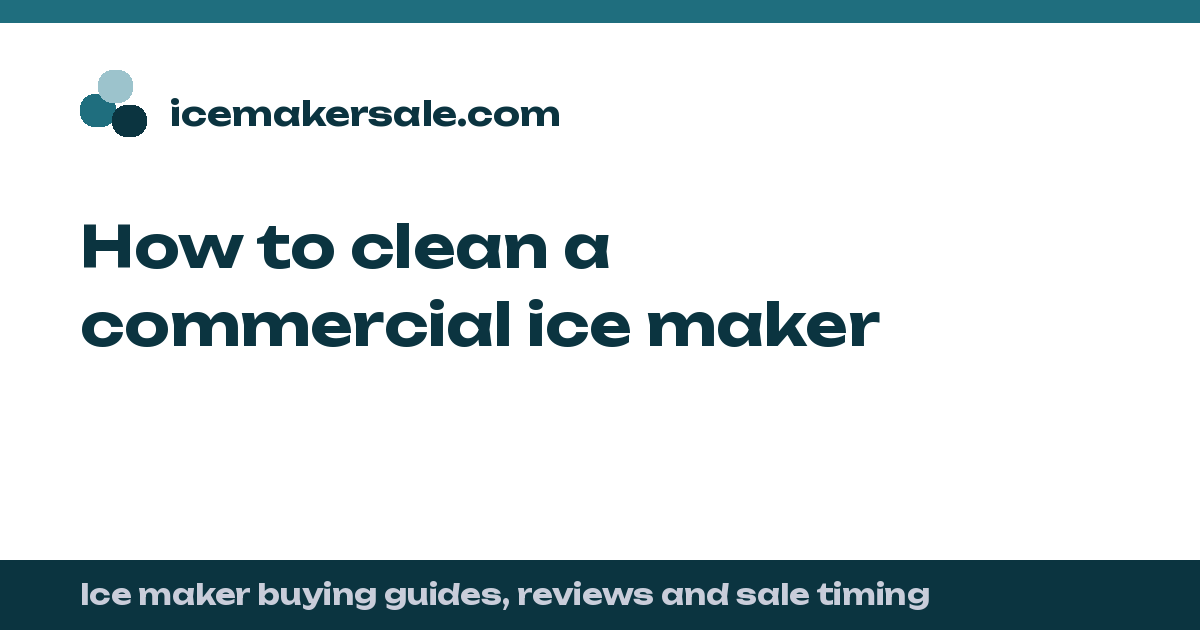 icemakersale.com
How to clean a
commercial ice maker
Ice maker buying guides, reviews and sale timing